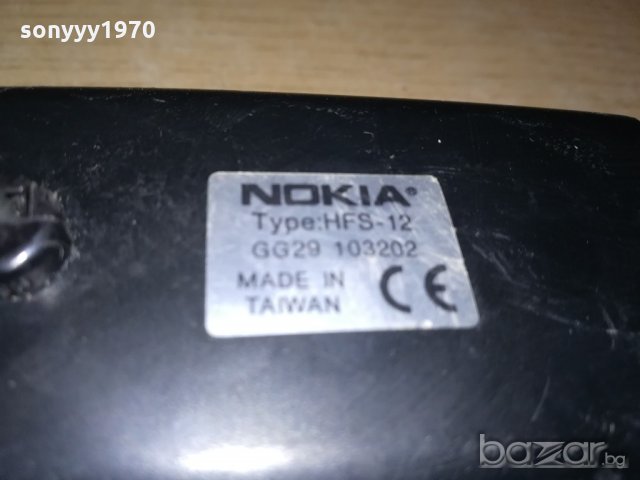 sonyyy1970
NOKIA®
Type:HFS-12
GG29 103202
MADE IN
TAIWAN
CE
bazar.bg